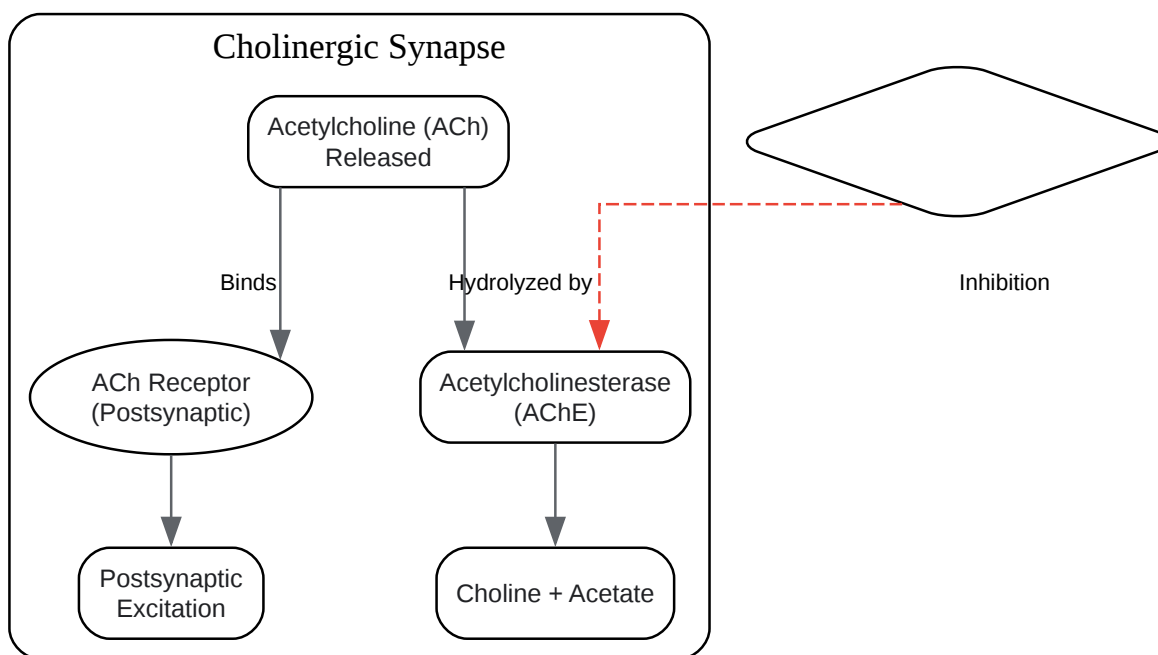 Cholinergic Synapse
Acetylcholine (ACh)
Released
Binds
Hydrolyzed by
Inhibition
ACh Receptor
(Postsynaptic)
Acetylcholinesterase
(AChE)
Postsynaptic
Excitation
Choline + Acetate